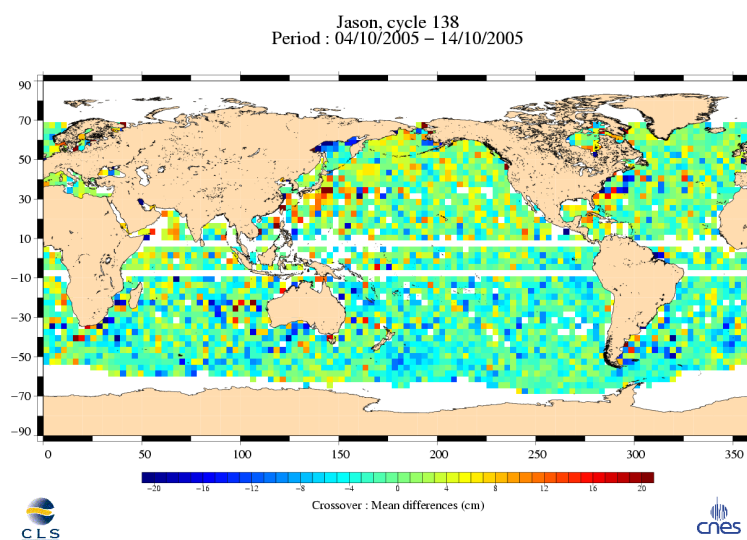 Jason, cycle 138
Period : 04/10/2005 − 14/10/2005
90
70
50
30
10
−10
−30
−50
−70
−90
0 50 100 150 200 250 300 350
−20 −16 −12 −8 −4 0 4 8 12 16 20
Crossover : Mean differences (cm)
CLS
cnes